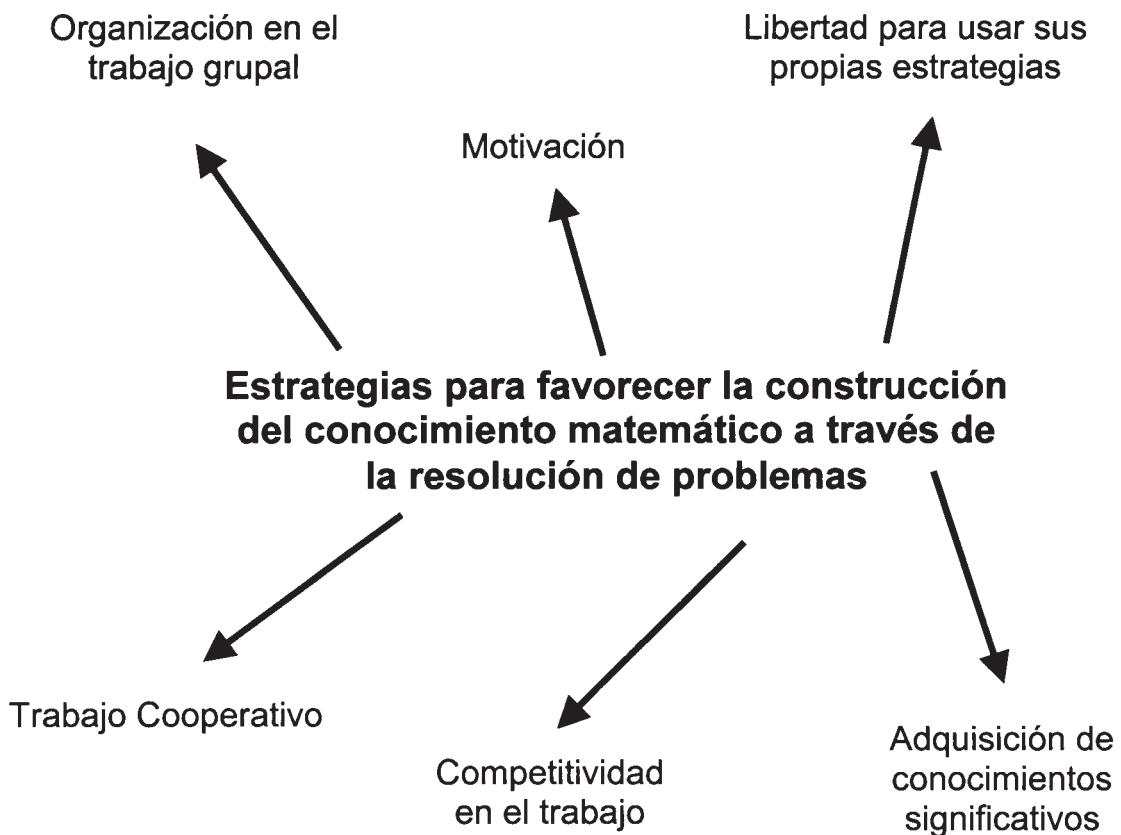 Organización en el
trabajo grupal
Libertad para usar sus
propias estrategias
Motivación
Estrategias para favorecer la construcción
del conocimiento matemático a través de
la resolución de problemas
Trabajo Cooperativo
Competitividad
en el trabajo
Adquisición de
conocimientos
significativos